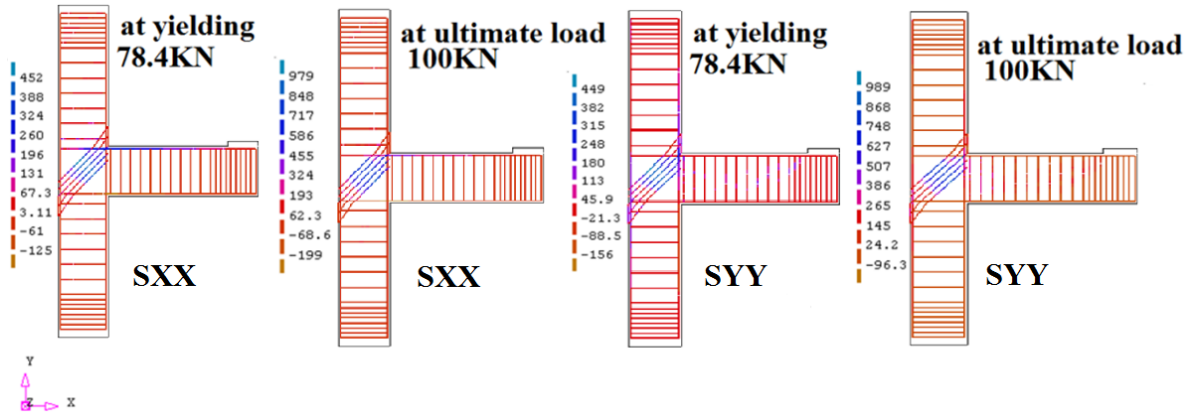 at yielding
78.4KN
452
388
324
260
196
131
67.3
3.11
-61
-125
SXX
at ultimate load
100KN
979
848
717
586
455
324
193
62.3
-68.6
-199
SXX
at yielding
78.4KN
449
382
315
248
180
113
45.9
-21.3
-88.5
-156
SYY
at ultimate load
100KN
989
868
748
627
507
386
265
145
24.2
-96.3
SYY
Y
Z X